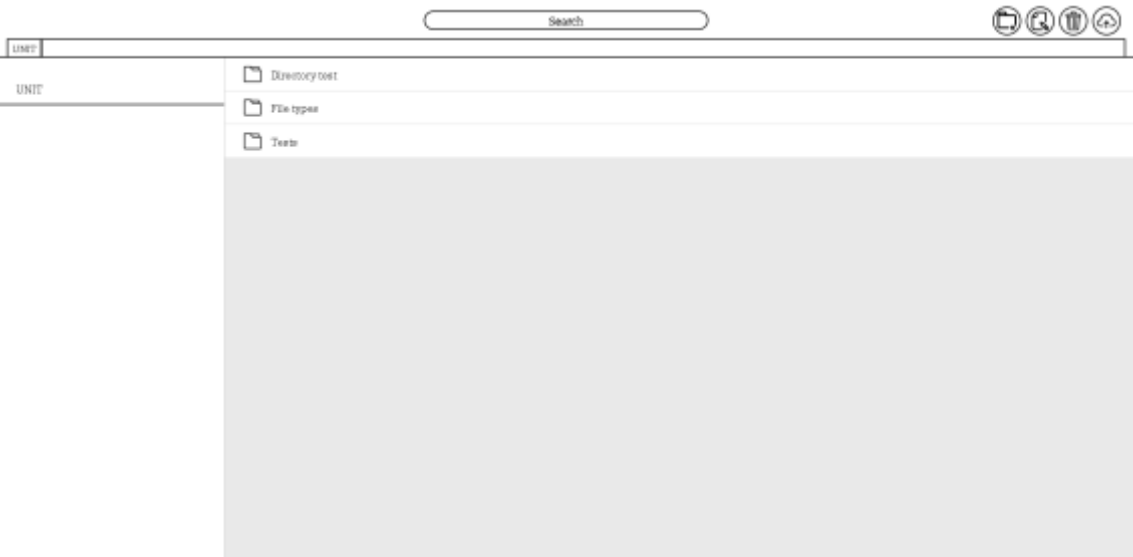 Search
UNIT
UNIT
Directory test
File types
Tests